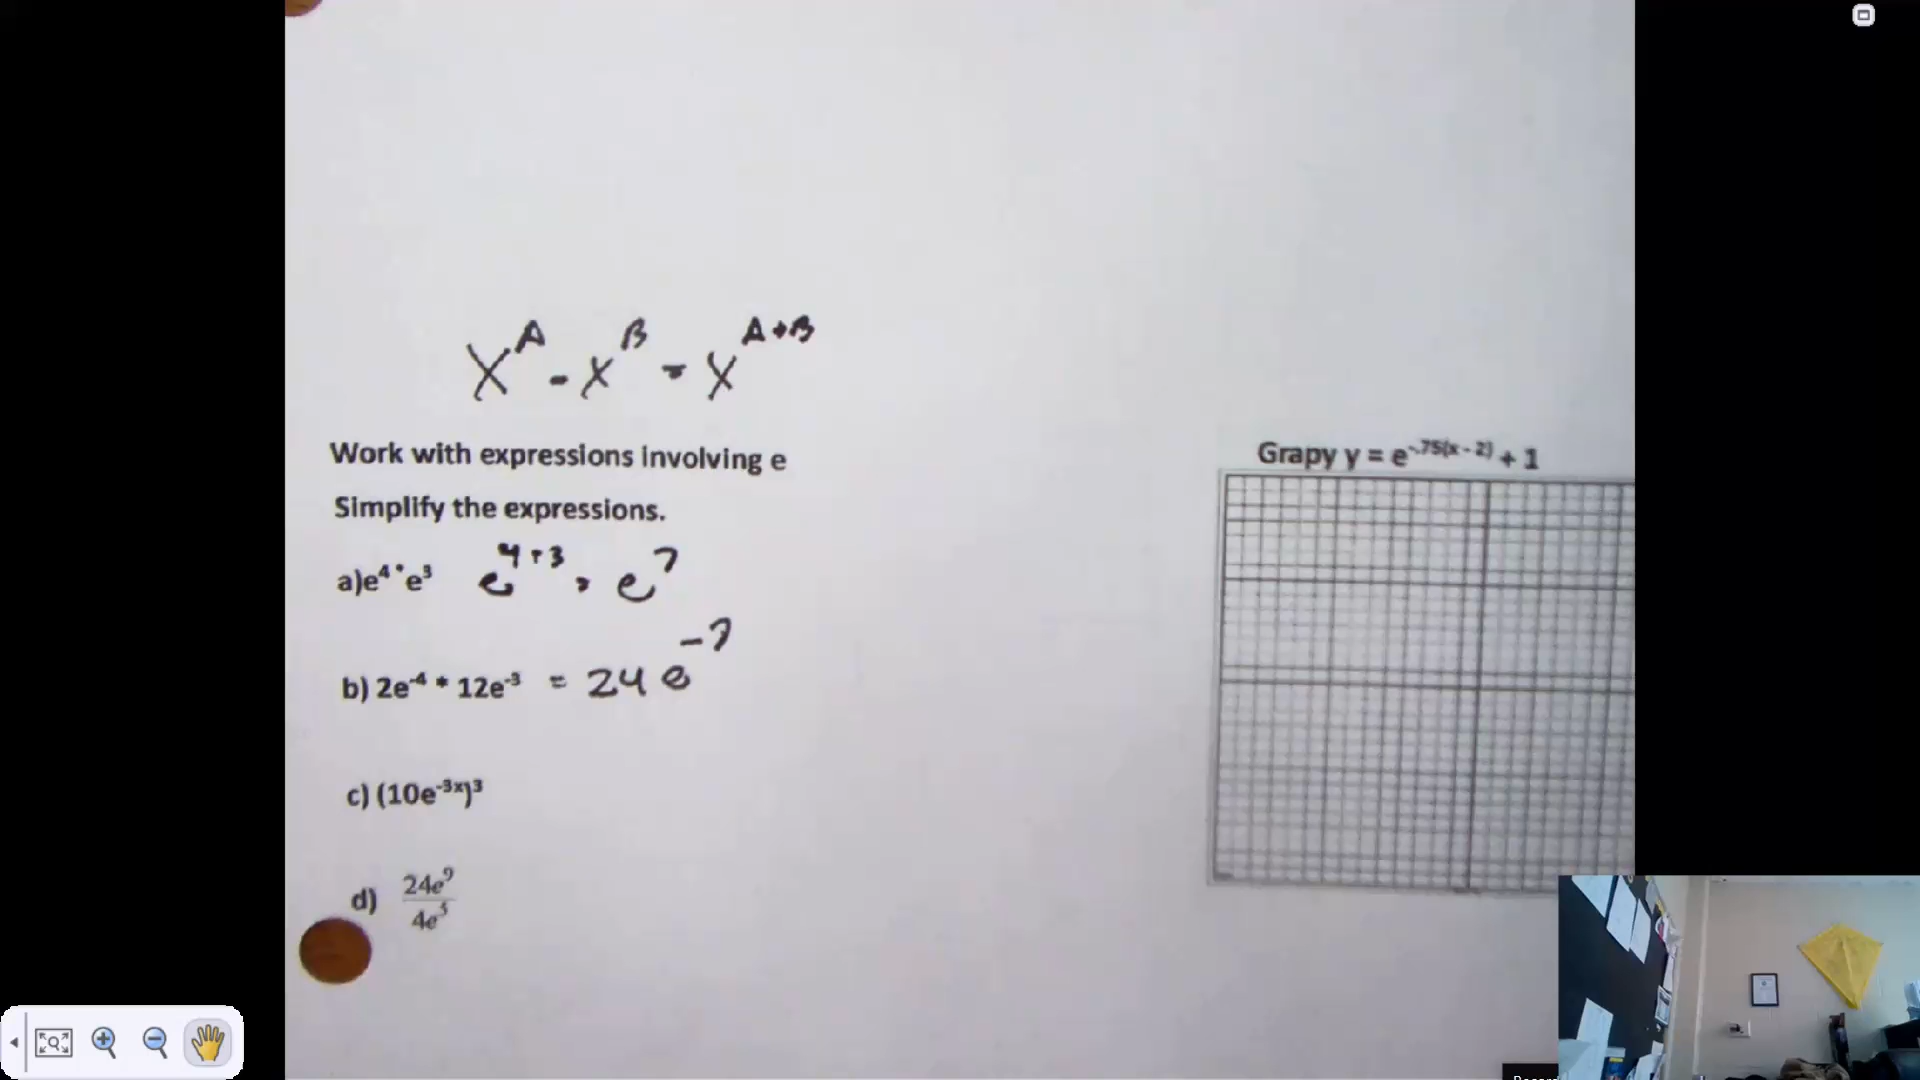 X^A - x^B = x^A+B
Work with expressions involving e
Simplify the expressions.
a)e⁴ • e³ e^4+3 = e^7
b) 2e⁻⁴ * 12e⁻³ = 24 e^-7
c) (10e⁻³ˣ)³
d) 24e⁹
4e⁵
Grapy y = e^-.75(x - 2) + 1